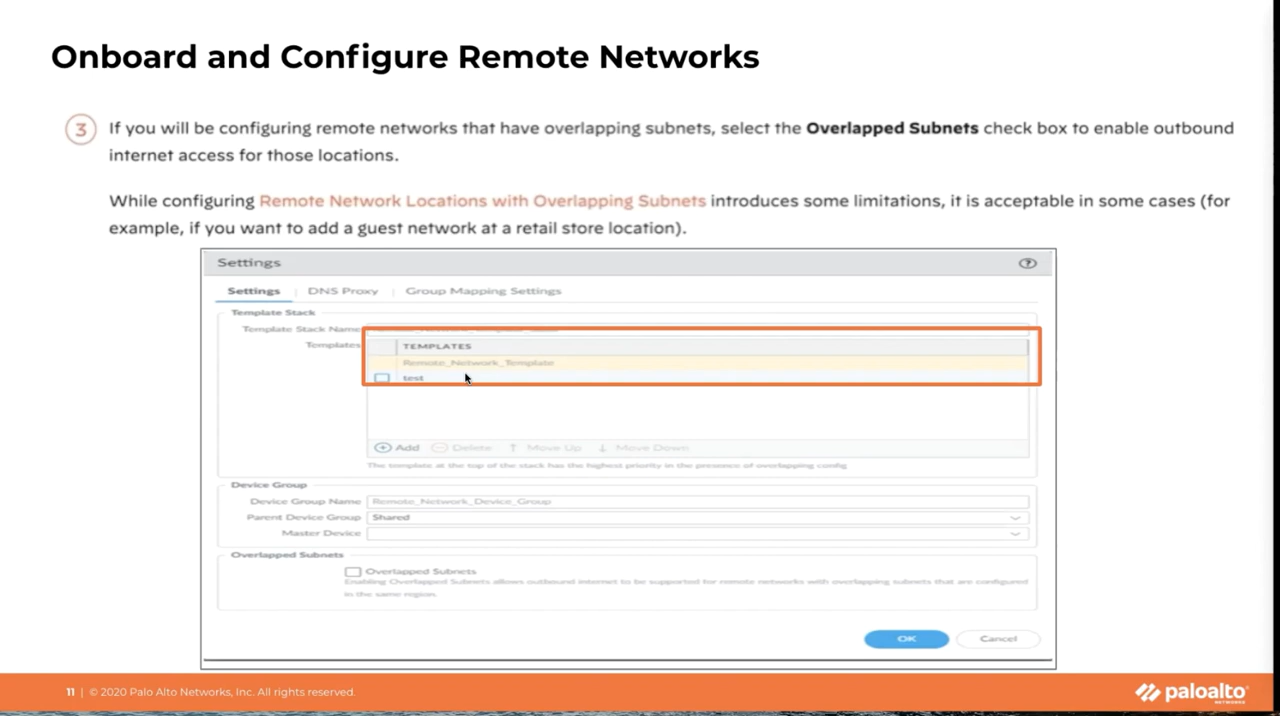 Onboard and Configure Remote Networks
3 If you will be configuring remote networks that have overlapping subnets, select the Overlapped Subnets check box to enable outbound
internet access for those locations.
While configuring Remote Network Locations with Overlapping Subnets introduces some limitations, it is acceptable in some cases (for
example, if you want to add a guest network at a retail store location).
Settings
Settings | DNS Proxy | Group Mapping Settings
Template Stack
Template Stack Name
Templates
TEMPLATES
Remote_Network_Template
test
Add Delete Move Up Move Down
The template at the top of the stack has the highest priority in the presence of overlapping config
Device Group
Device Group Name Remote_Network_Device_Group
Parent Device Group Shared
Master Device
Overlapped Subnets
Overlapped Subnets
Enabling Overlapped Subnets allows outbound internet to be supported for remote networks with overlapping subnets that are configured
in the same region.
OK Cancel
11 | © 2020 Palo Alto Networks, Inc. All rights reserved.
paloalto
NETWORKS